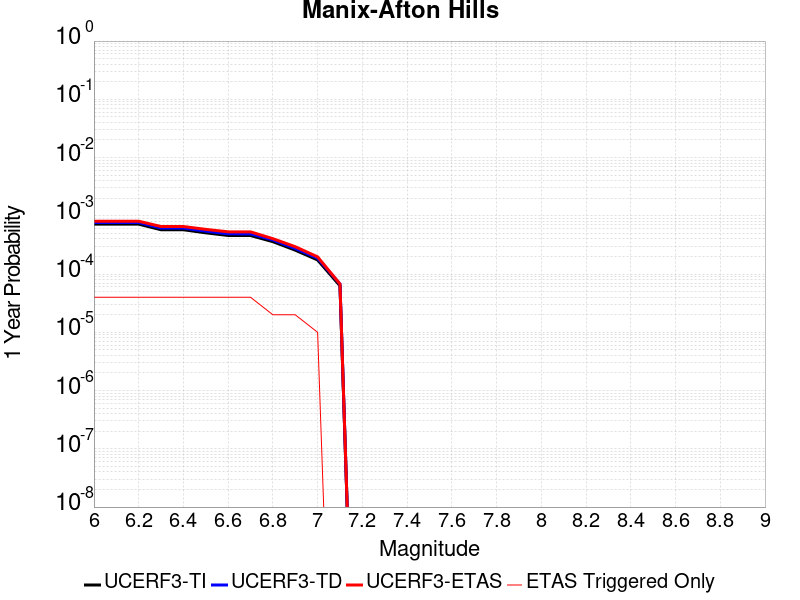 Manix-Afton Hills
10^0
10^-1
10^-2
10^-3
10^-4
10^-5
10^-6
10^-7
10^-8
1 Year Probability
6 6.2 6.4 6.6 6.8 7 7.2 7.4 7.6 7.8 8 8.2 8.4 8.6 8.8 9
Magnitude
UCERF3-TI UCERF3-TD UCERF3-ETAS ETAS Triggered Only